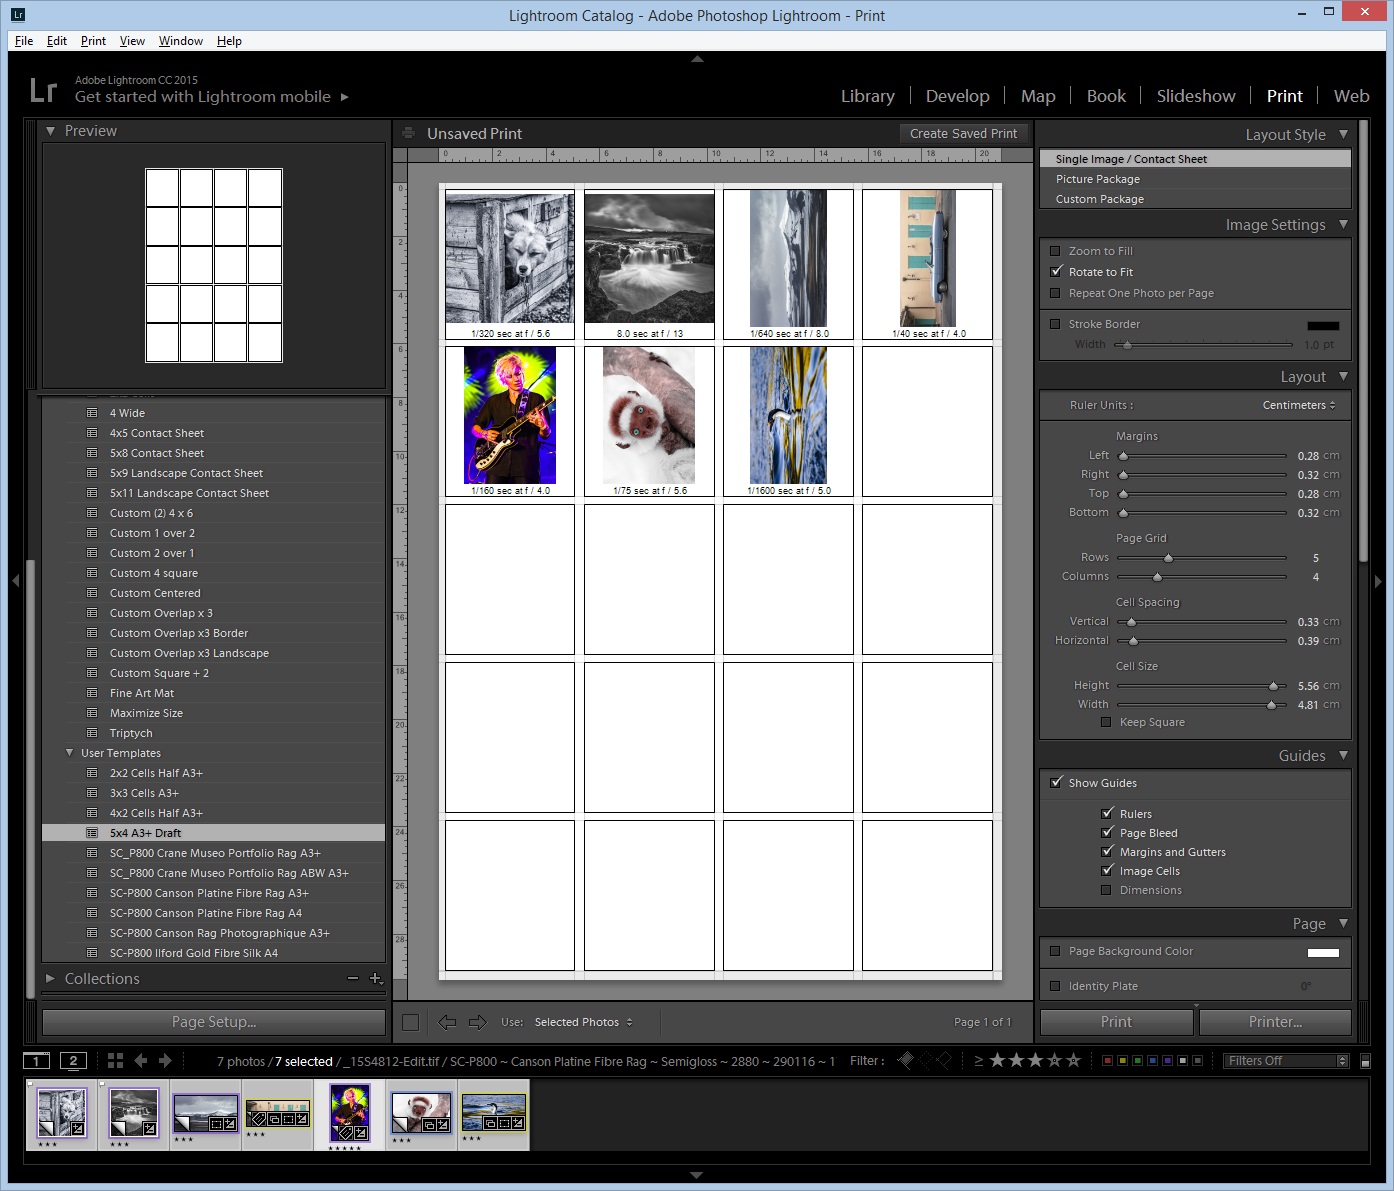 Lightroom Catalog - Adobe Photoshop Lightroom - Print
File Edit Print View Window Help
Lr
Adobe Lightroom CC 2015
Get started with Lightroom mobile
Library | Develop | Map | Book | Slideshow | Print | Web
Preview
4 Wide
4x5 Contact Sheet
5x8 Contact Sheet
5x9 Landscape Contact Sheet
5x11 Landscape Contact Sheet
Custom (2) 4 x 6
Custom 1 over 2
Custom 2 over 1
Custom 4 square
Custom Centered
Custom Overlap x 3
Custom Overlap x3 Border
Custom Overlap x3 Landscape
Custom Square + 2
Fine Art Mat
Maximize Size
Triptych
User Templates
2x2 Cells Half A3+
3x3 Cells A3+
4x2 Cells Half A3+
5x4 A3+ Draft
SC_P800 Crane Museo Portfolio Rag A3+
SC_P800 Crane Museo Portfolio Rag ABW A3+
SC-P800 Canson Platine Fibre Rag A3+
SC-P800 Canson Platine Fibre Rag A4
SC-P800 Canson Rag Photographique A3+
SC-P800 Ilford Gold Fibre Silk A4
Collections
Page Setup...
Unsaved Print
Create Saved Print
0 2 4 6 8 10 12 14 16 18 20
0
2
4
6
8
10
12
14
16
18
20
22
24
26
28
1/320 sec at f / 5.6
8.0 sec at f / 13
1/640 sec at f / 8.0
1/40 sec at f / 4.0
1/160 sec at f / 4.0
1/75 sec at f / 5.6
1/1600 sec at f / 5.0
Use: Selected Photos
Page 1 of 1
Layout Style
Single Image / Contact Sheet
Picture Package
Custom Package
Image Settings
Zoom to Fill
Rotate to Fit
Repeat One Photo per Page
Stroke Border
Width 1.0 pt
Layout
Ruler Units : Centimeters
Margins
Left 0.28 cm
Right 0.32 cm
Top 0.28 cm
Bottom 0.32 cm
Page Grid
Rows 5
Columns 4
Cell Spacing
Vertical 0.33 cm
Horizontal 0.39 cm
Cell Size
Height 5.56 cm
Width 4.81 cm
Keep Square
Guides
Show Guides
Rulers
Page Bleed
Margins and Gutters
Image Cells
Dimensions
Page
Page Background Color
Identity Plate 0°
Print
Printer...
1 2
7 photos / 7 selected / _15S4812-Edit.tif / SC-P800 ~ Canson Platine Fibre Rag ~ Semigloss ~ 2880 ~ 290116 ~ 1
Filter :
≥ ★★★☆☆
Filters Off